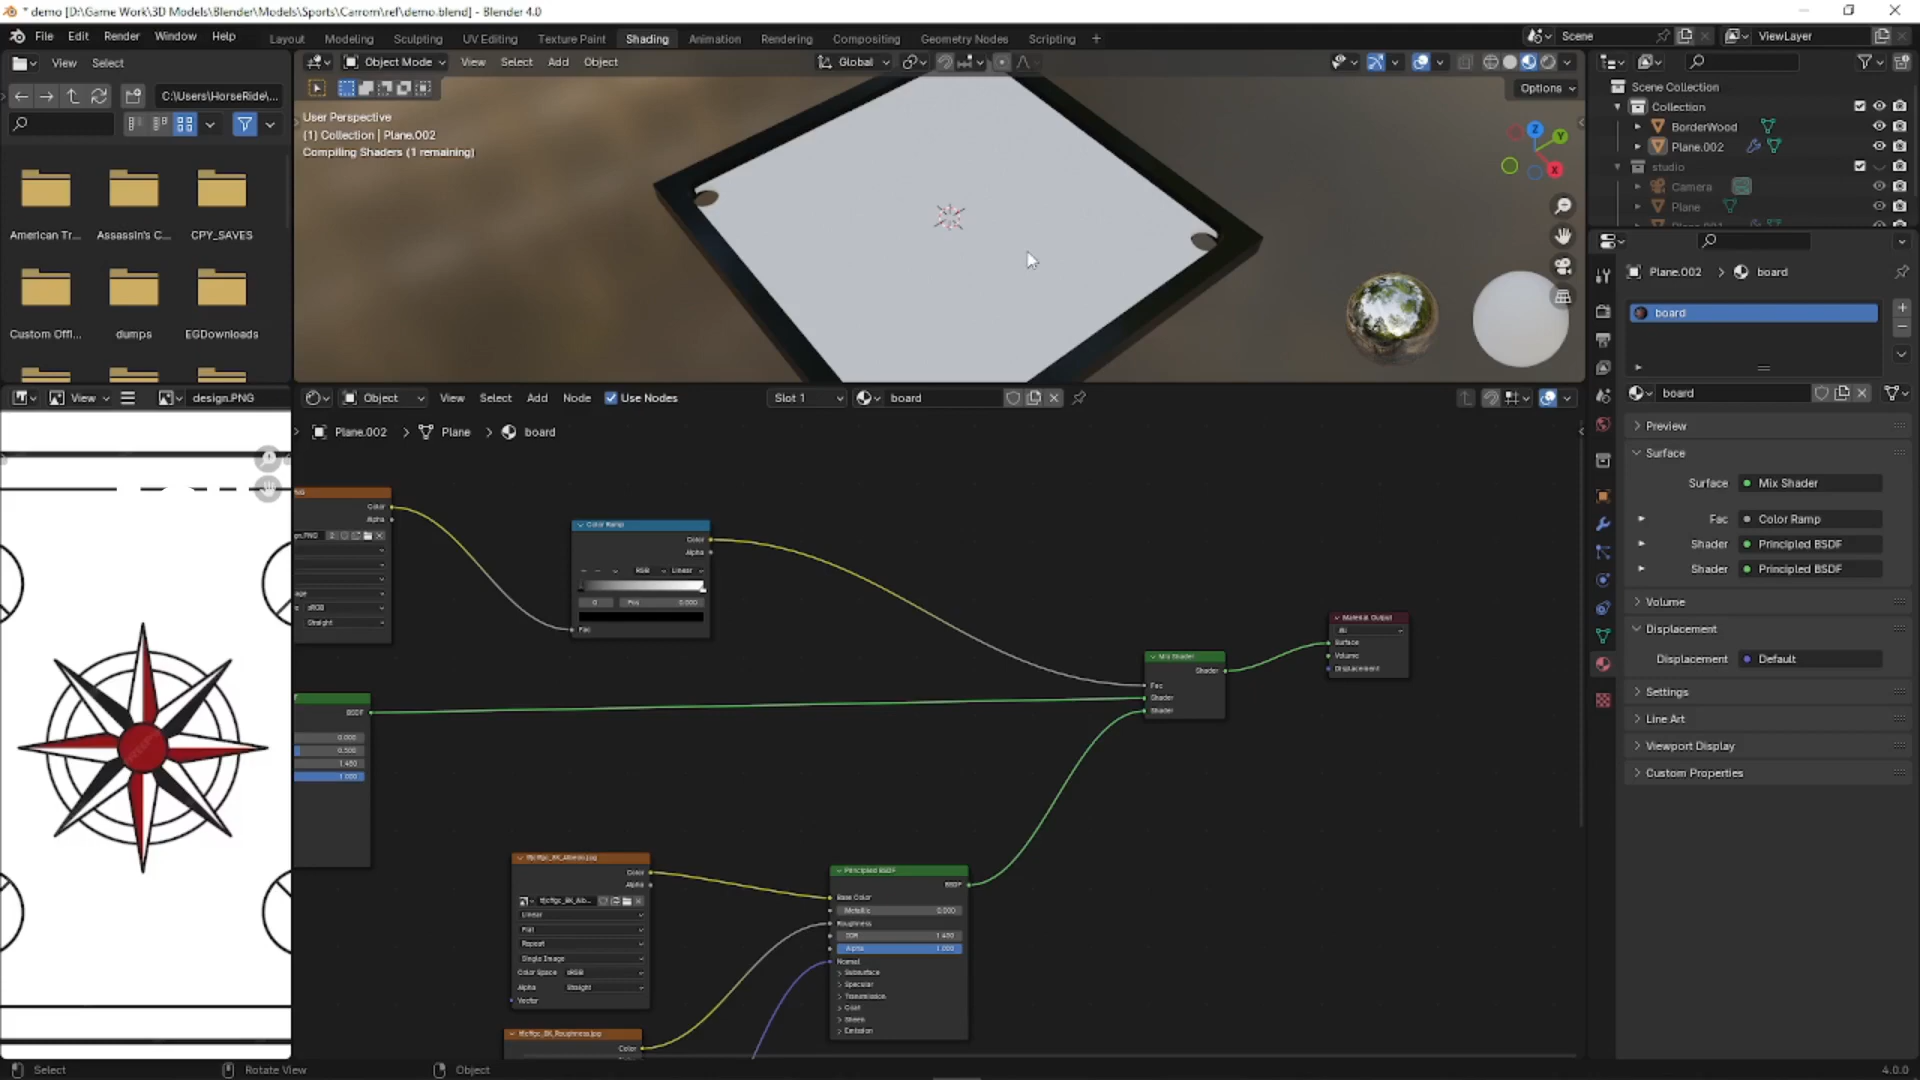 * demo [D:\Game Work\3D Models\Blender\Models\Sports\Carrom\ref\demo.blend] - Blender 4.0
File Edit Render Window Help
Layout Modeling Sculpting UV Editing Texture Paint Shading Animation Rendering Compositing Geometry Nodes Scripting +
Scene
ViewLayer
View Select
Object Mode View Select Add Object
Global
C:\Users\HorseRide\...
Options
User Perspective
(1) Collection | Plane.002
Compiling Shaders (1 remaining)
Z
Y
X
American Tr...
Assassin's C...
CPY_SAVES
Custom Offi...
dumps
EGDownloads
Scene Collection
Collection
BorderWood
Plane.002
studio
Camera
Plane
Plane.002 > board
board
board
View
design.PNG
Object View Select Add Node Use Nodes
Slot 1
board
Plane.002 > Plane > board
Color
Alpha
sRGB
Straight
BSDF
0.000
0.500
1.450
1.000
Color Ramp
Color
Alpha
RGB
Linear
0
Pos 0.000
Fac
Mix Shader
Shader
Fac
Shader
Shader
Material Output
All
Surface
Volume
Displacement
Color
Alpha
Linear
Flat
Repeat
Single Image
Color Space sRGB
Alpha Straight
Vector
Color
Principled BSDF
BSDF
Base Color
Metallic 0.000
Roughness
IOR 1.450
Alpha 1.000
Normal
Subsurface
Specular
Transmission
Coat
Sheen
Emission
Preview
Surface
Surface Mix Shader
Fac Color Ramp
Shader Principled BSDF
Shader Principled BSDF
Volume
Displacement
Displacement Default
Settings
Line Art
Viewport Display
Custom Properties
Select
Rotate View
Object
4.0.0